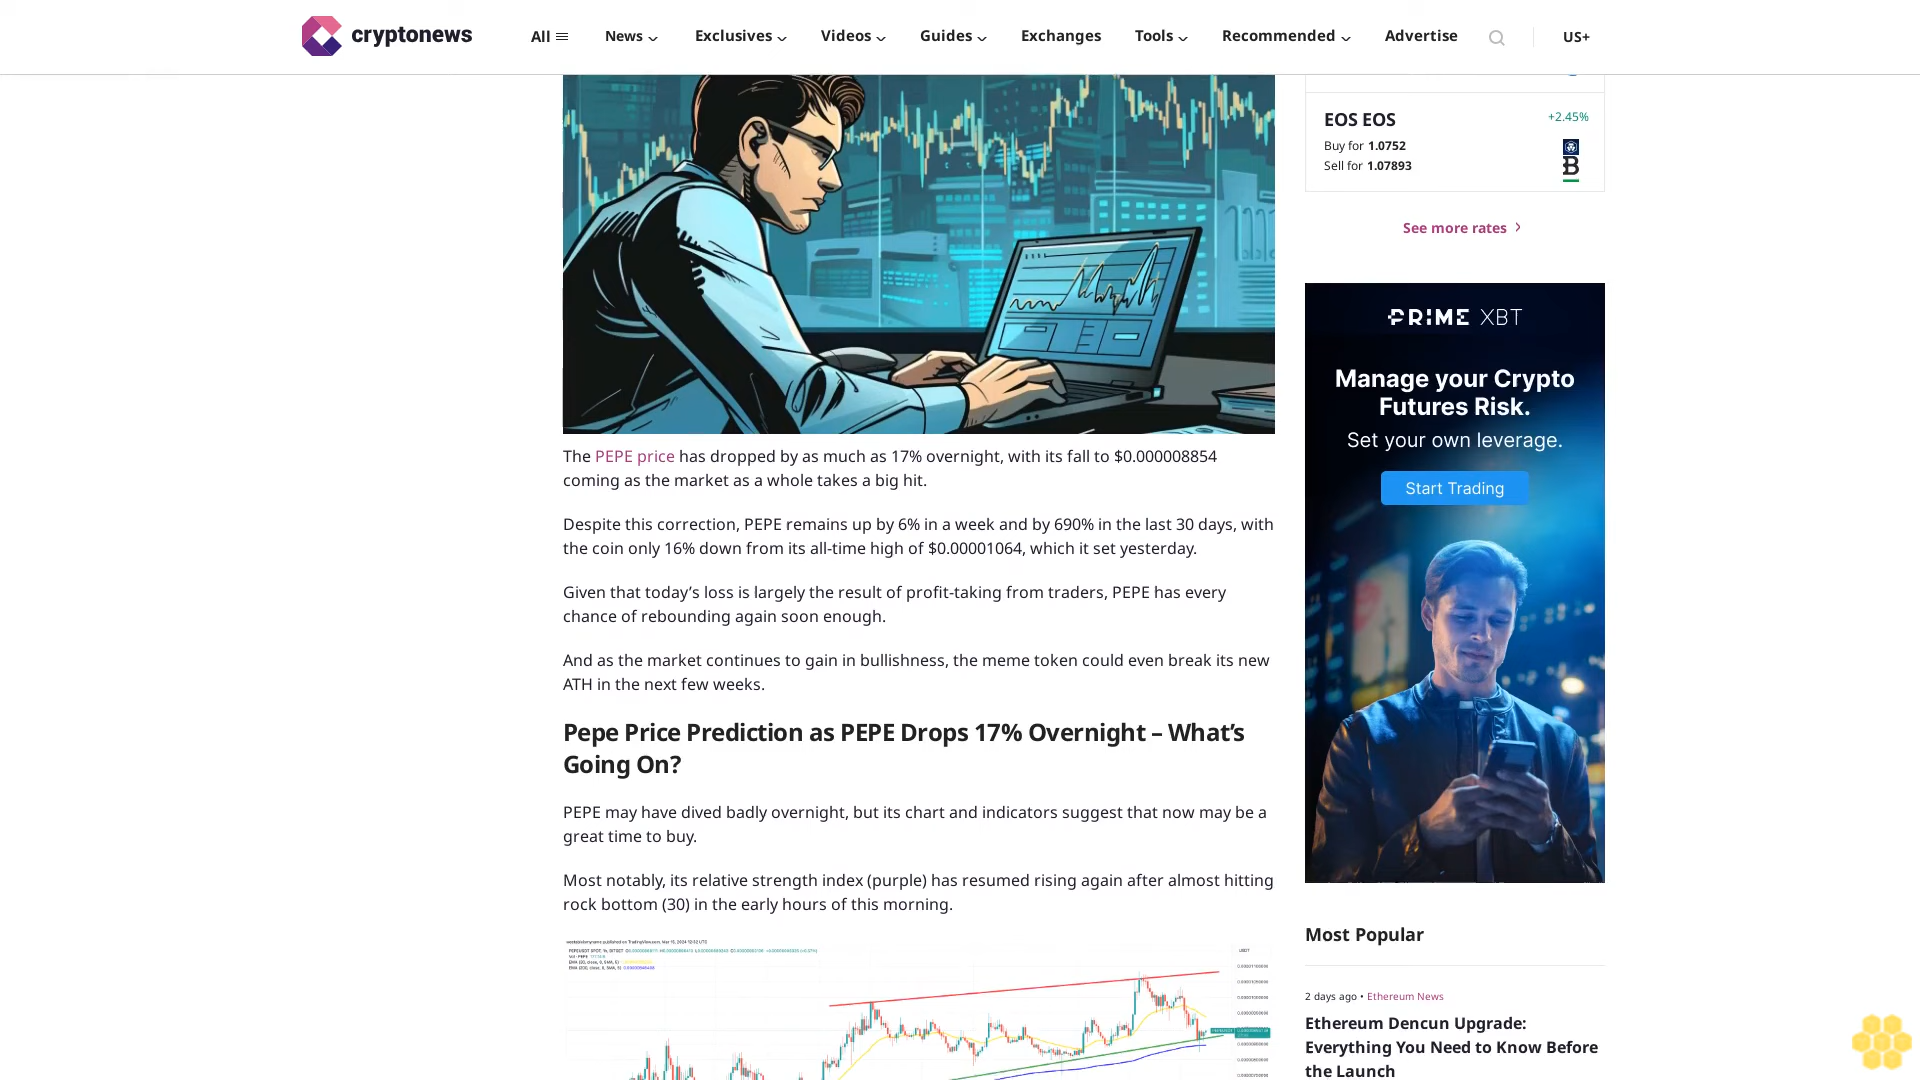 cryptonews
All
News
Exclusives
Videos
Guides
Exchanges
Tools
Recommended
Advertise
US+
The PEPE price has dropped by as much as 17% overnight, with its fall to $0.000008854
coming as the market as a whole takes a big hit.
Despite this correction, PEPE remains up by 6% in a week and by 690% in the last 30 days, with
the coin only 16% down from its all-time high of $0.00001064, which it set yesterday.
Given that today’s loss is largely the result of profit-taking from traders, PEPE has every
chance of rebounding again soon enough.
And as the market continues to gain in bullishness, the meme token could even break its new
ATH in the next few weeks.
Pepe Price Prediction as PEPE Drops 17% Overnight – What’s
Going On?
PEPE may have dived badly overnight, but its chart and indicators suggest that now may be a
great time to buy.
Most notably, its relative strength index (purple) has resumed rising again after almost hitting
rock bottom (30) in the early hours of this morning.
EOS EOS
+2.45%
Buy for 1.0752
Sell for 1.07893
See more rates
PRIME XBT
Manage your Crypto
Futures Risk.
Set your own leverage.
Start Trading
Most Popular
2 days ago • Ethereum News
Ethereum Dencun Upgrade:
Everything You Need to Know Before
the Launch